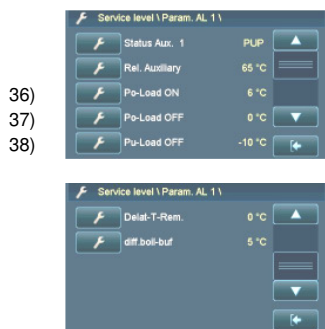 Service level \ Param. AL 1 \
Status Aux. 1 PUP
Rel. Auxiliary 65 °C
36) Po-Load ON 6 °C
37) Po-Load OFF 0 °C
38) Pu-Load OFF -10 °C
Service level \ Param. AL 1 \
Delat-T-Rem. 0 °C
diff.boil-buf 5 °C